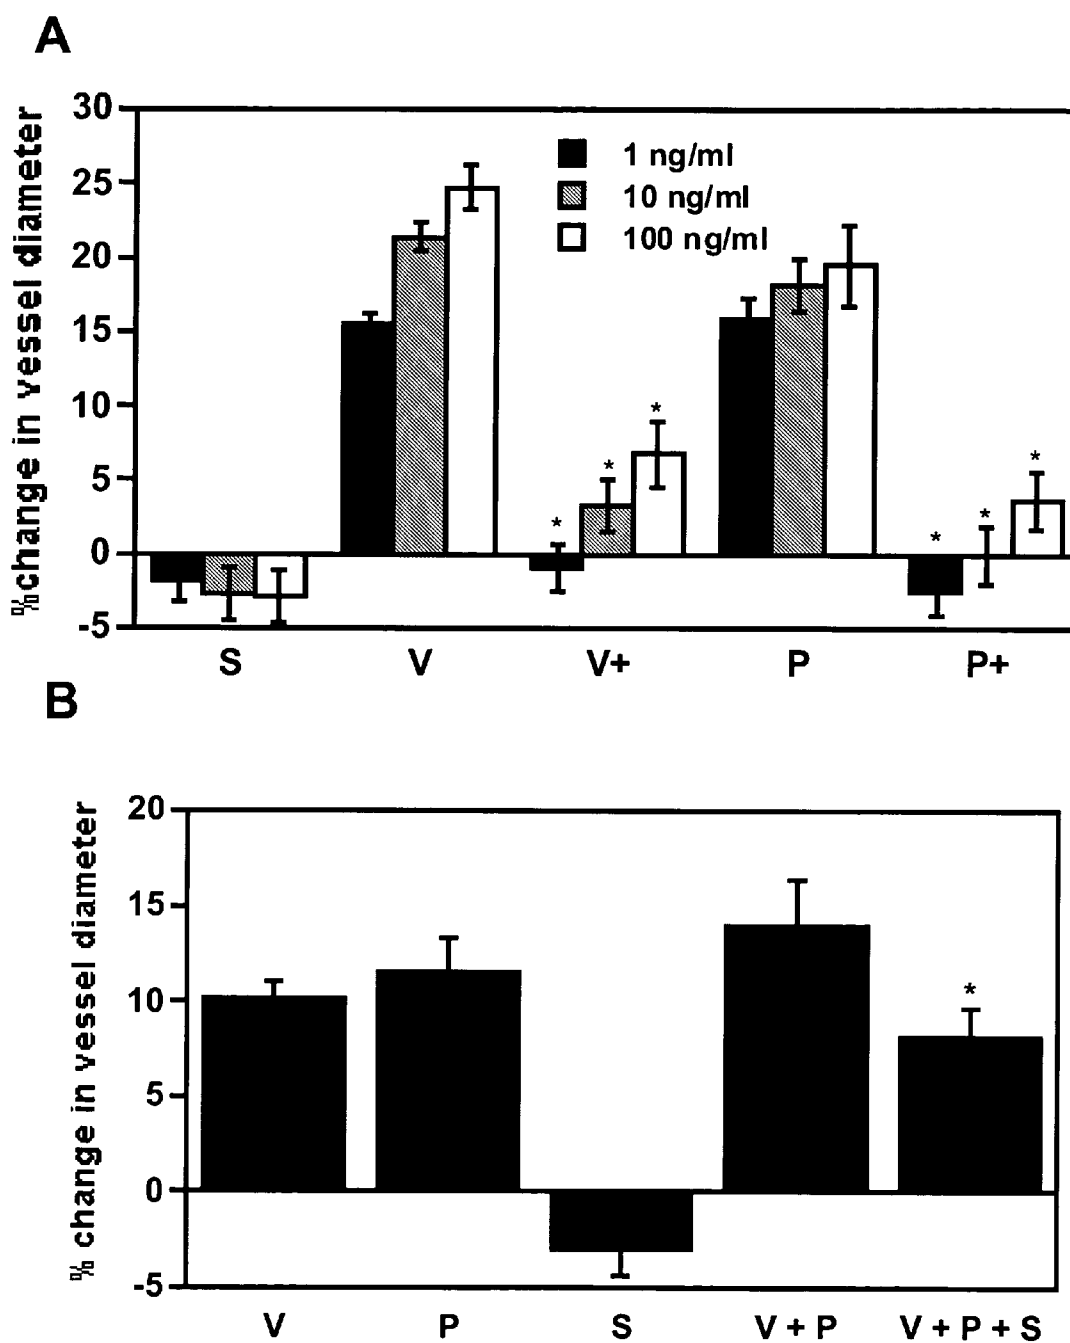 A
% change in vessel diameter
30
25
20
15
10
5
0
-5
1 ng/ml
10 ng/ml
100 ng/ml
*
*
*
*
*
*
S V V+ P P+
B
% change in vessel diameter
20
15
10
5
0
-5
*
V P S V + P V + P + S